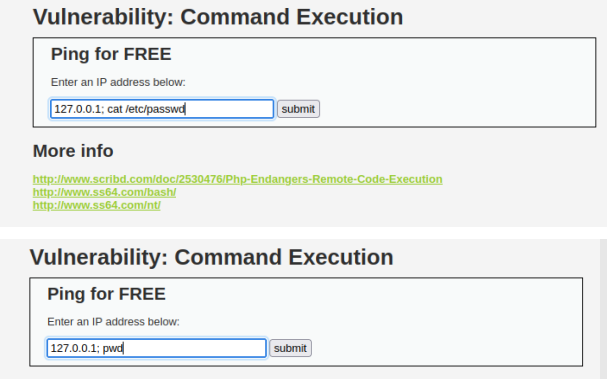 Vulnerability: Command Execution
Ping for FREE
Enter an IP address below:
127.0.0.1; cat /etc/passwd submit
More info
http://www.scribd.com/doc/2530476/Php-Endangers-Remote-Code-Execution
http://www.ss64.com/bash/
http://www.ss64.com/nt/
Vulnerability: Command Execution
Ping for FREE
Enter an IP address below:
127.0.0.1; pwd submit